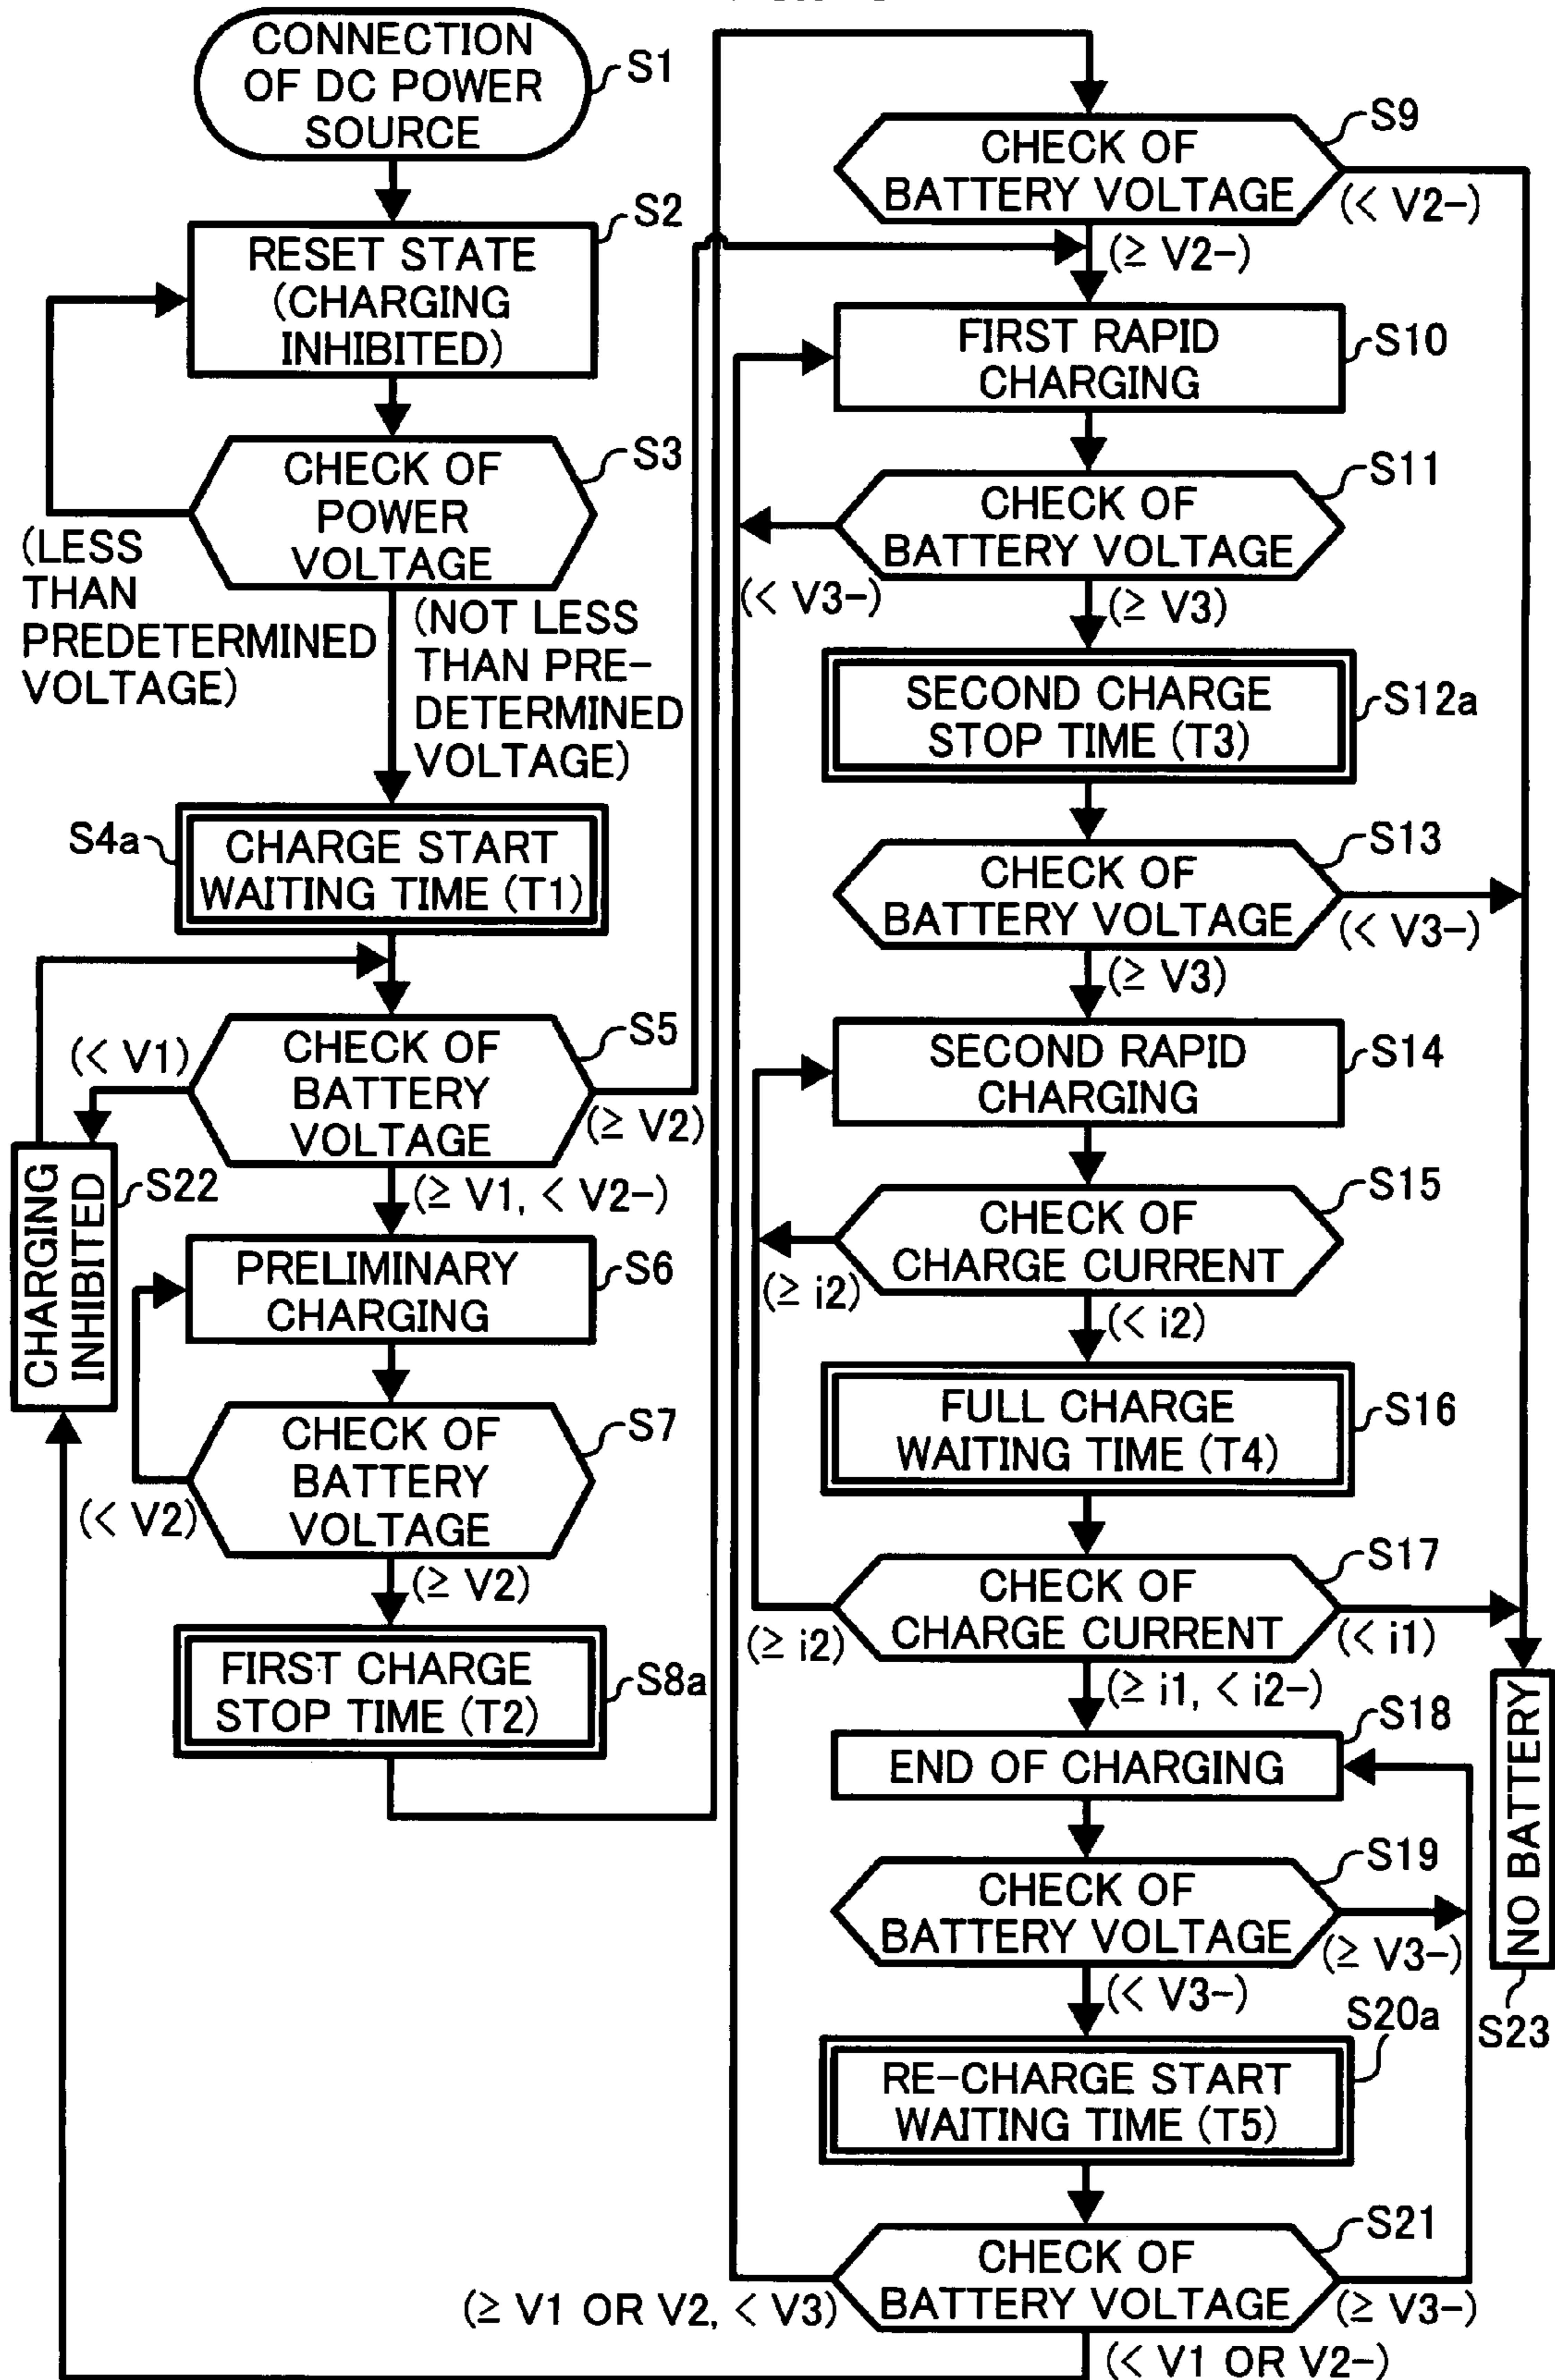 CONNECTION
OF DC POWER
SOURCE
S1
RESET STATE
(CHARGING
INHIBITED)
S2
CHECK OF
POWER
VOLTAGE
S3
(LESS
THAN
PREDETERMINED
VOLTAGE)
(NOT LESS
THAN PRE-
DETERMINED
VOLTAGE)
S4a
CHARGE START
WAITING TIME (T1)
CHECK OF
BATTERY
VOLTAGE
S5
(< V1)
(≥ V2)
(≥ V1, < V2-)
CHARGING
INHIBITED
S22
PRELIMINARY
CHARGING
S6
CHECK OF
BATTERY
VOLTAGE
S7
(< V2)
(≥ V2)
FIRST CHARGE
STOP TIME (T2)
S8a
CHECK OF
BATTERY VOLTAGE
S9
(< V2-)
(≥ V2-)
FIRST RAPID
CHARGING
S10
CHECK OF
BATTERY VOLTAGE
S11
(< V3-)
(≥ V3)
SECOND CHARGE
STOP TIME (T3)
S12a
CHECK OF
BATTERY VOLTAGE
S13
(< V3-)
(≥ V3)
SECOND RAPID
CHARGING
S14
CHECK OF
CHARGE CURRENT
S15
(≥ i2)
(< i2)
FULL CHARGE
WAITING TIME (T4)
S16
CHECK OF
CHARGE CURRENT
S17
(≥ i2)
(< i1)
(≥ i1, < i2-)
END OF CHARGING
S18
CHECK OF
BATTERY VOLTAGE
S19
(≥ V3-)
(< V3-)
NO BATTERY
S23
RE-CHARGE START
WAITING TIME (T5)
S20a
CHECK OF
BATTERY VOLTAGE
S21
(≥ V1 OR V2, < V3)
(≥ V3-)
(< V1 OR V2-)